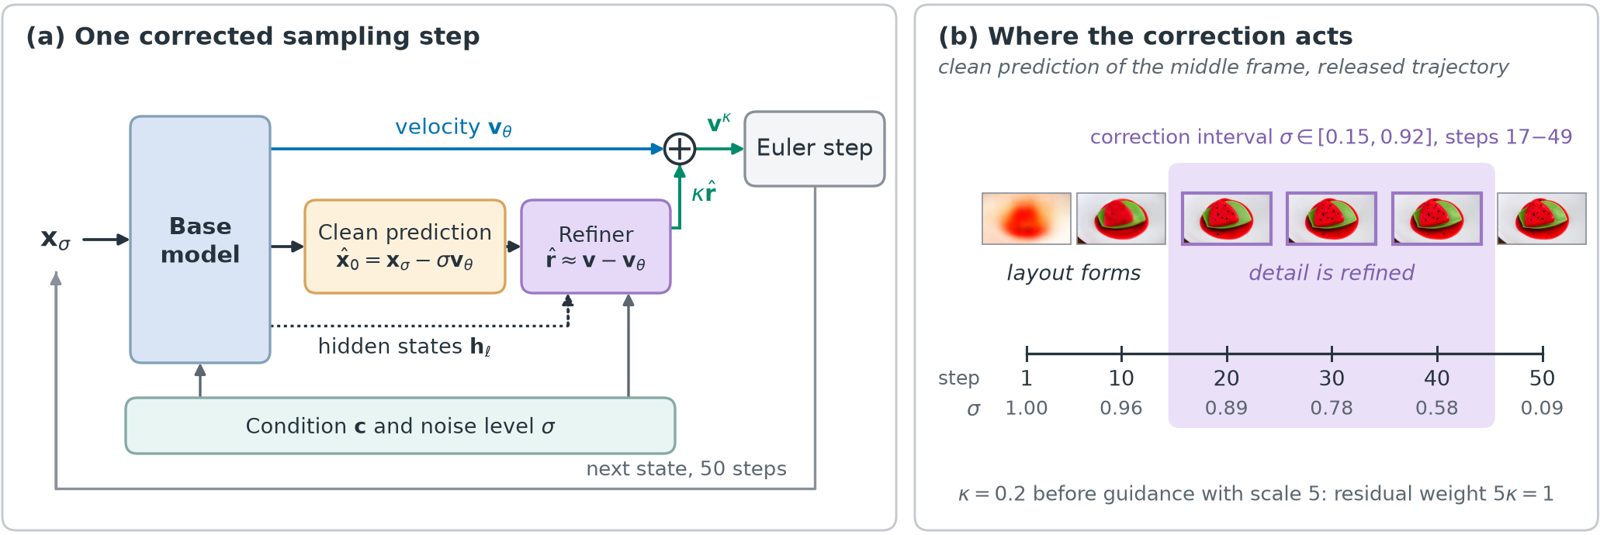 (a) One corrected sampling step
velocity v_θ
v^κ
Euler step
κr̂
x_σ
Base
model
Clean prediction
x̂₀ = x_σ − σv_θ
Refiner
r̂ ≈ v − v_θ
hidden states h_ℓ
Condition c and noise level σ
next state, 50 steps
(b) Where the correction acts
clean prediction of the middle frame, released trajectory
correction interval σ ∈ [0.15, 0.92], steps 17−49
layout forms
detail is refined
step 1 10 20 30 40 50
σ 1.00 0.96 0.89 0.78 0.58 0.09
κ = 0.2 before guidance with scale 5: residual weight 5κ = 1